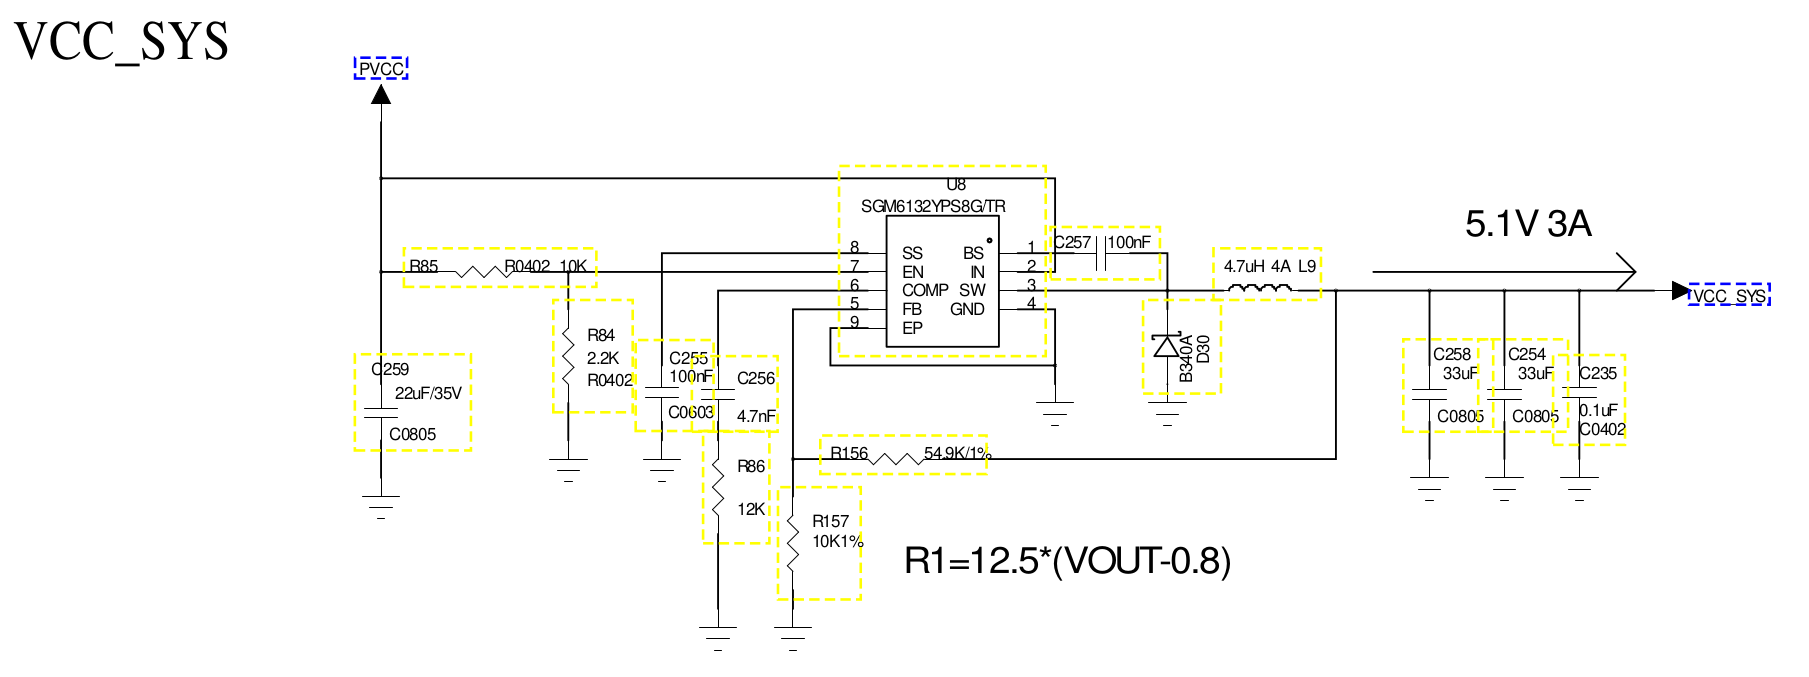 VCC_SYS
PVCC
U8
SGM6132YPS8G/TR
8 SS BS 1
7 EN IN 2
6 COMP SW 3
5 FB GND 4
9 EP
C257 100nF
5.1V 3A
4.7uH 4A L9
R85 R0402 10K
VCC_SYS
R84
2.2K
R0402
C259
22uF/35V
C0805
C255
100nF
C0603
C256
4.7nF
B340A
D30
C258
33uF
C0805
C254
33uF
C0805
C235
0.1uF
C0402
R156 54.9K/1%
R86
12K
R157
10K1%
R1=12.5*(VOUT-0.8)